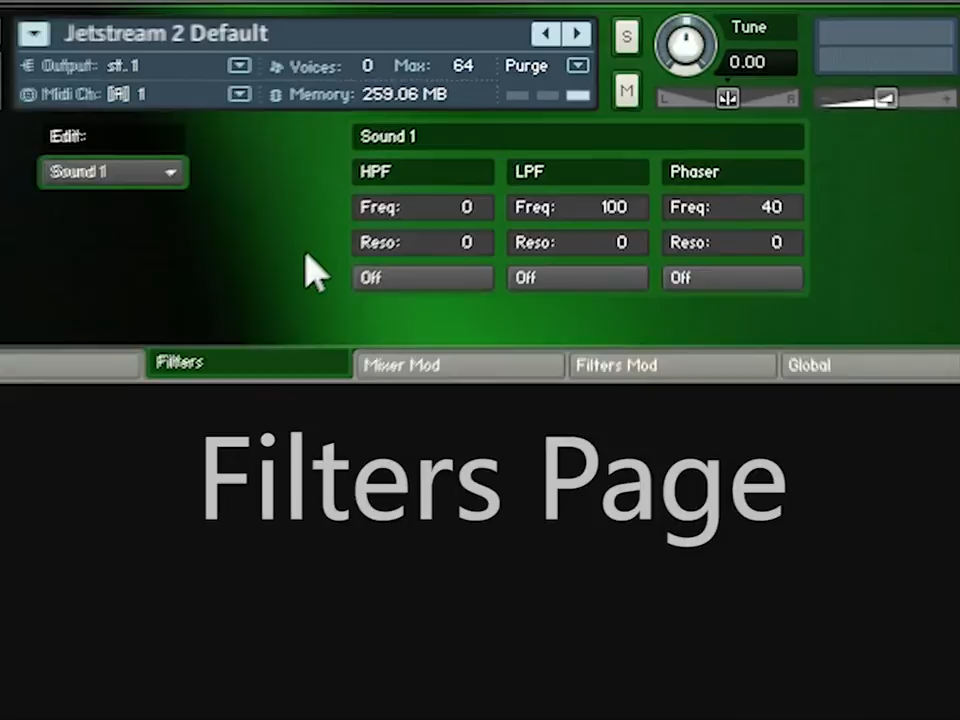 Jetstream 2 Default
Output: st. 1 Voices: 0 Max: 64 Purge
Midi Ch: [A] 1 Memory: 259.06 MB
S
M
Tune
0.00
L R
- +
Edit:
Sound 1
Sound 1
HPF LPF Phaser
Freq: 0 Freq: 100 Freq: 40
Reso: 0 Reso: 0 Reso: 0
Off Off Off
Filters Mixer Mod Filters Mod Global
Filters Page